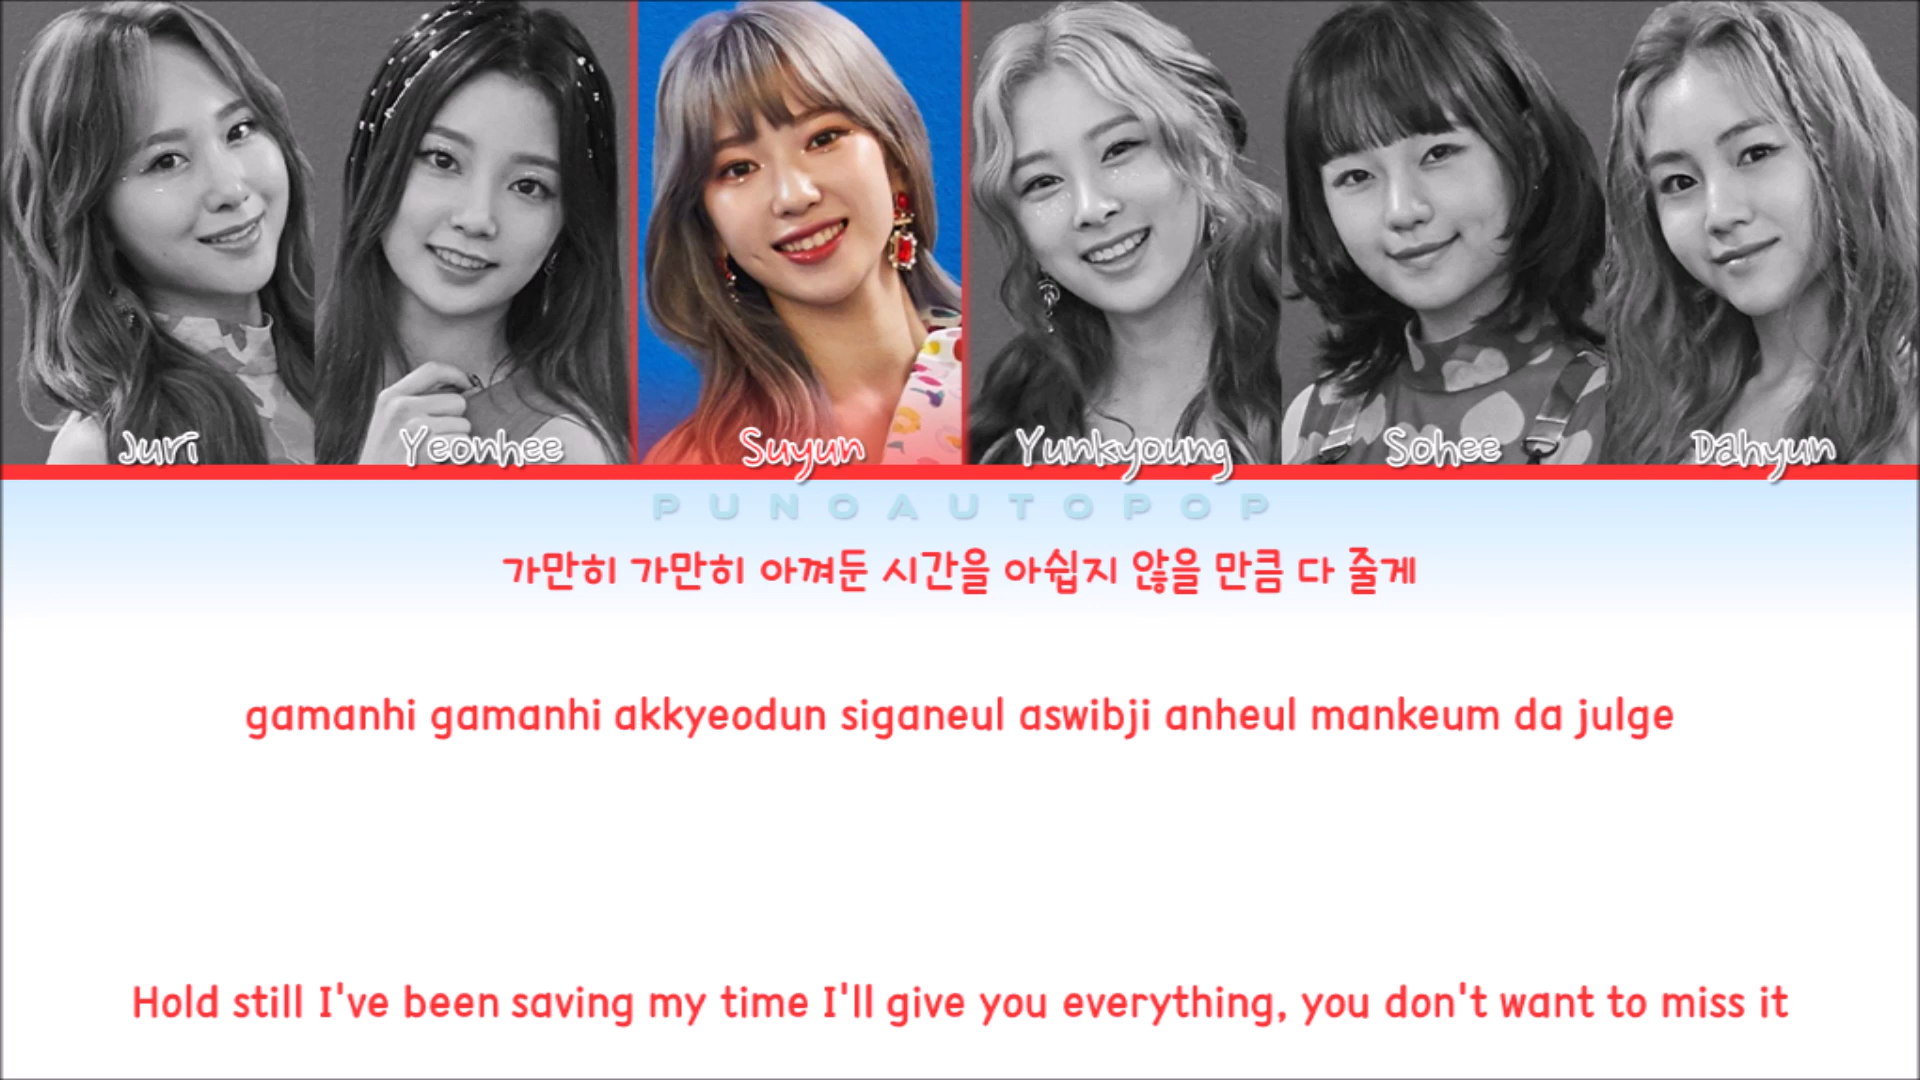 Juri Yeonhee Suyun Yunkyoung Sohee Dahyun
PUNOAUTOPOP
가만히 가만히 아껴둔 시간을 아쉽지 않을 만큼 다 줄게
gamanhi gamanhi akkyeodun siganeul aswibji anheul mankeum da julge
Hold still I've been saving my time I'll give you everything, you don't want to miss it